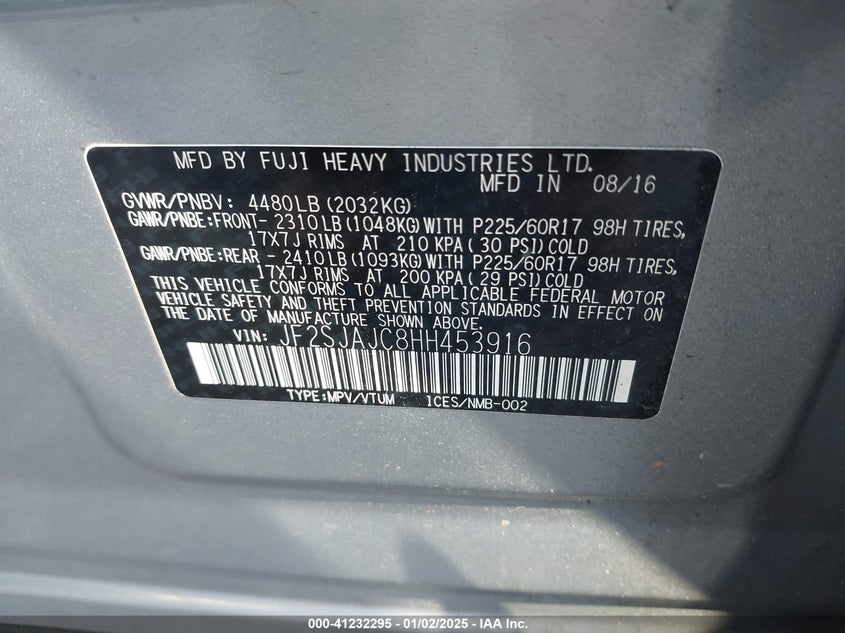 MFD BY FUJI HEAVY INDUSTRIES LTD.
MFD IN 08/16
GVWR/PNBV: 4480LB(2032KG)
GAWR/PNBE:FRONT- 2310LB(1048KG)WITH P225/60R17 98H TIRES,
17X7J RIMS AT 210 KPA(30 PSI)COLD
GAWR/PNBE:REAR - 2410LB(1093KG)WITH P225/60R17 98H TIRES,
17X7J RIMS AT 200 KPA(29 PSI)COLD
THIS VEHICLE CONFORMS TO ALL APPLICABLE FEDERAL MOTOR
VEHICLE SAFETY AND THEFT PREVENTION STANDARDS IN EFFECT ON
THE DATE OF MANUFACTURE SHOWN ABOVE.
VIN: JF2SJAJC8HH453916
TYPE:MPV/VTUM ICES/NMB-002
000-41232295 - 01/02/2025 - IAA Inc.